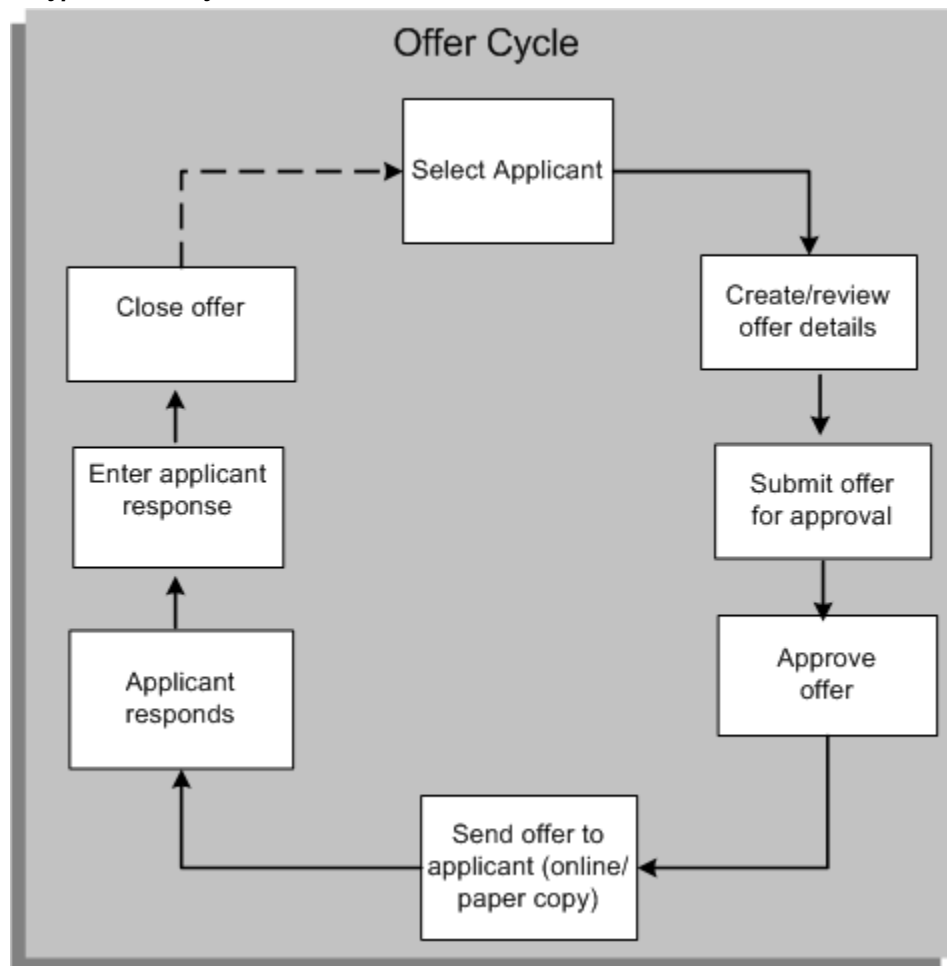 Offer Cycle
Select Applicant
Create/review
offer details
Submit offer
for approval
Approve
offer
Send offer to
applicant (online/
paper copy)
Applicant
responds
Enter applicant
response
Close offer